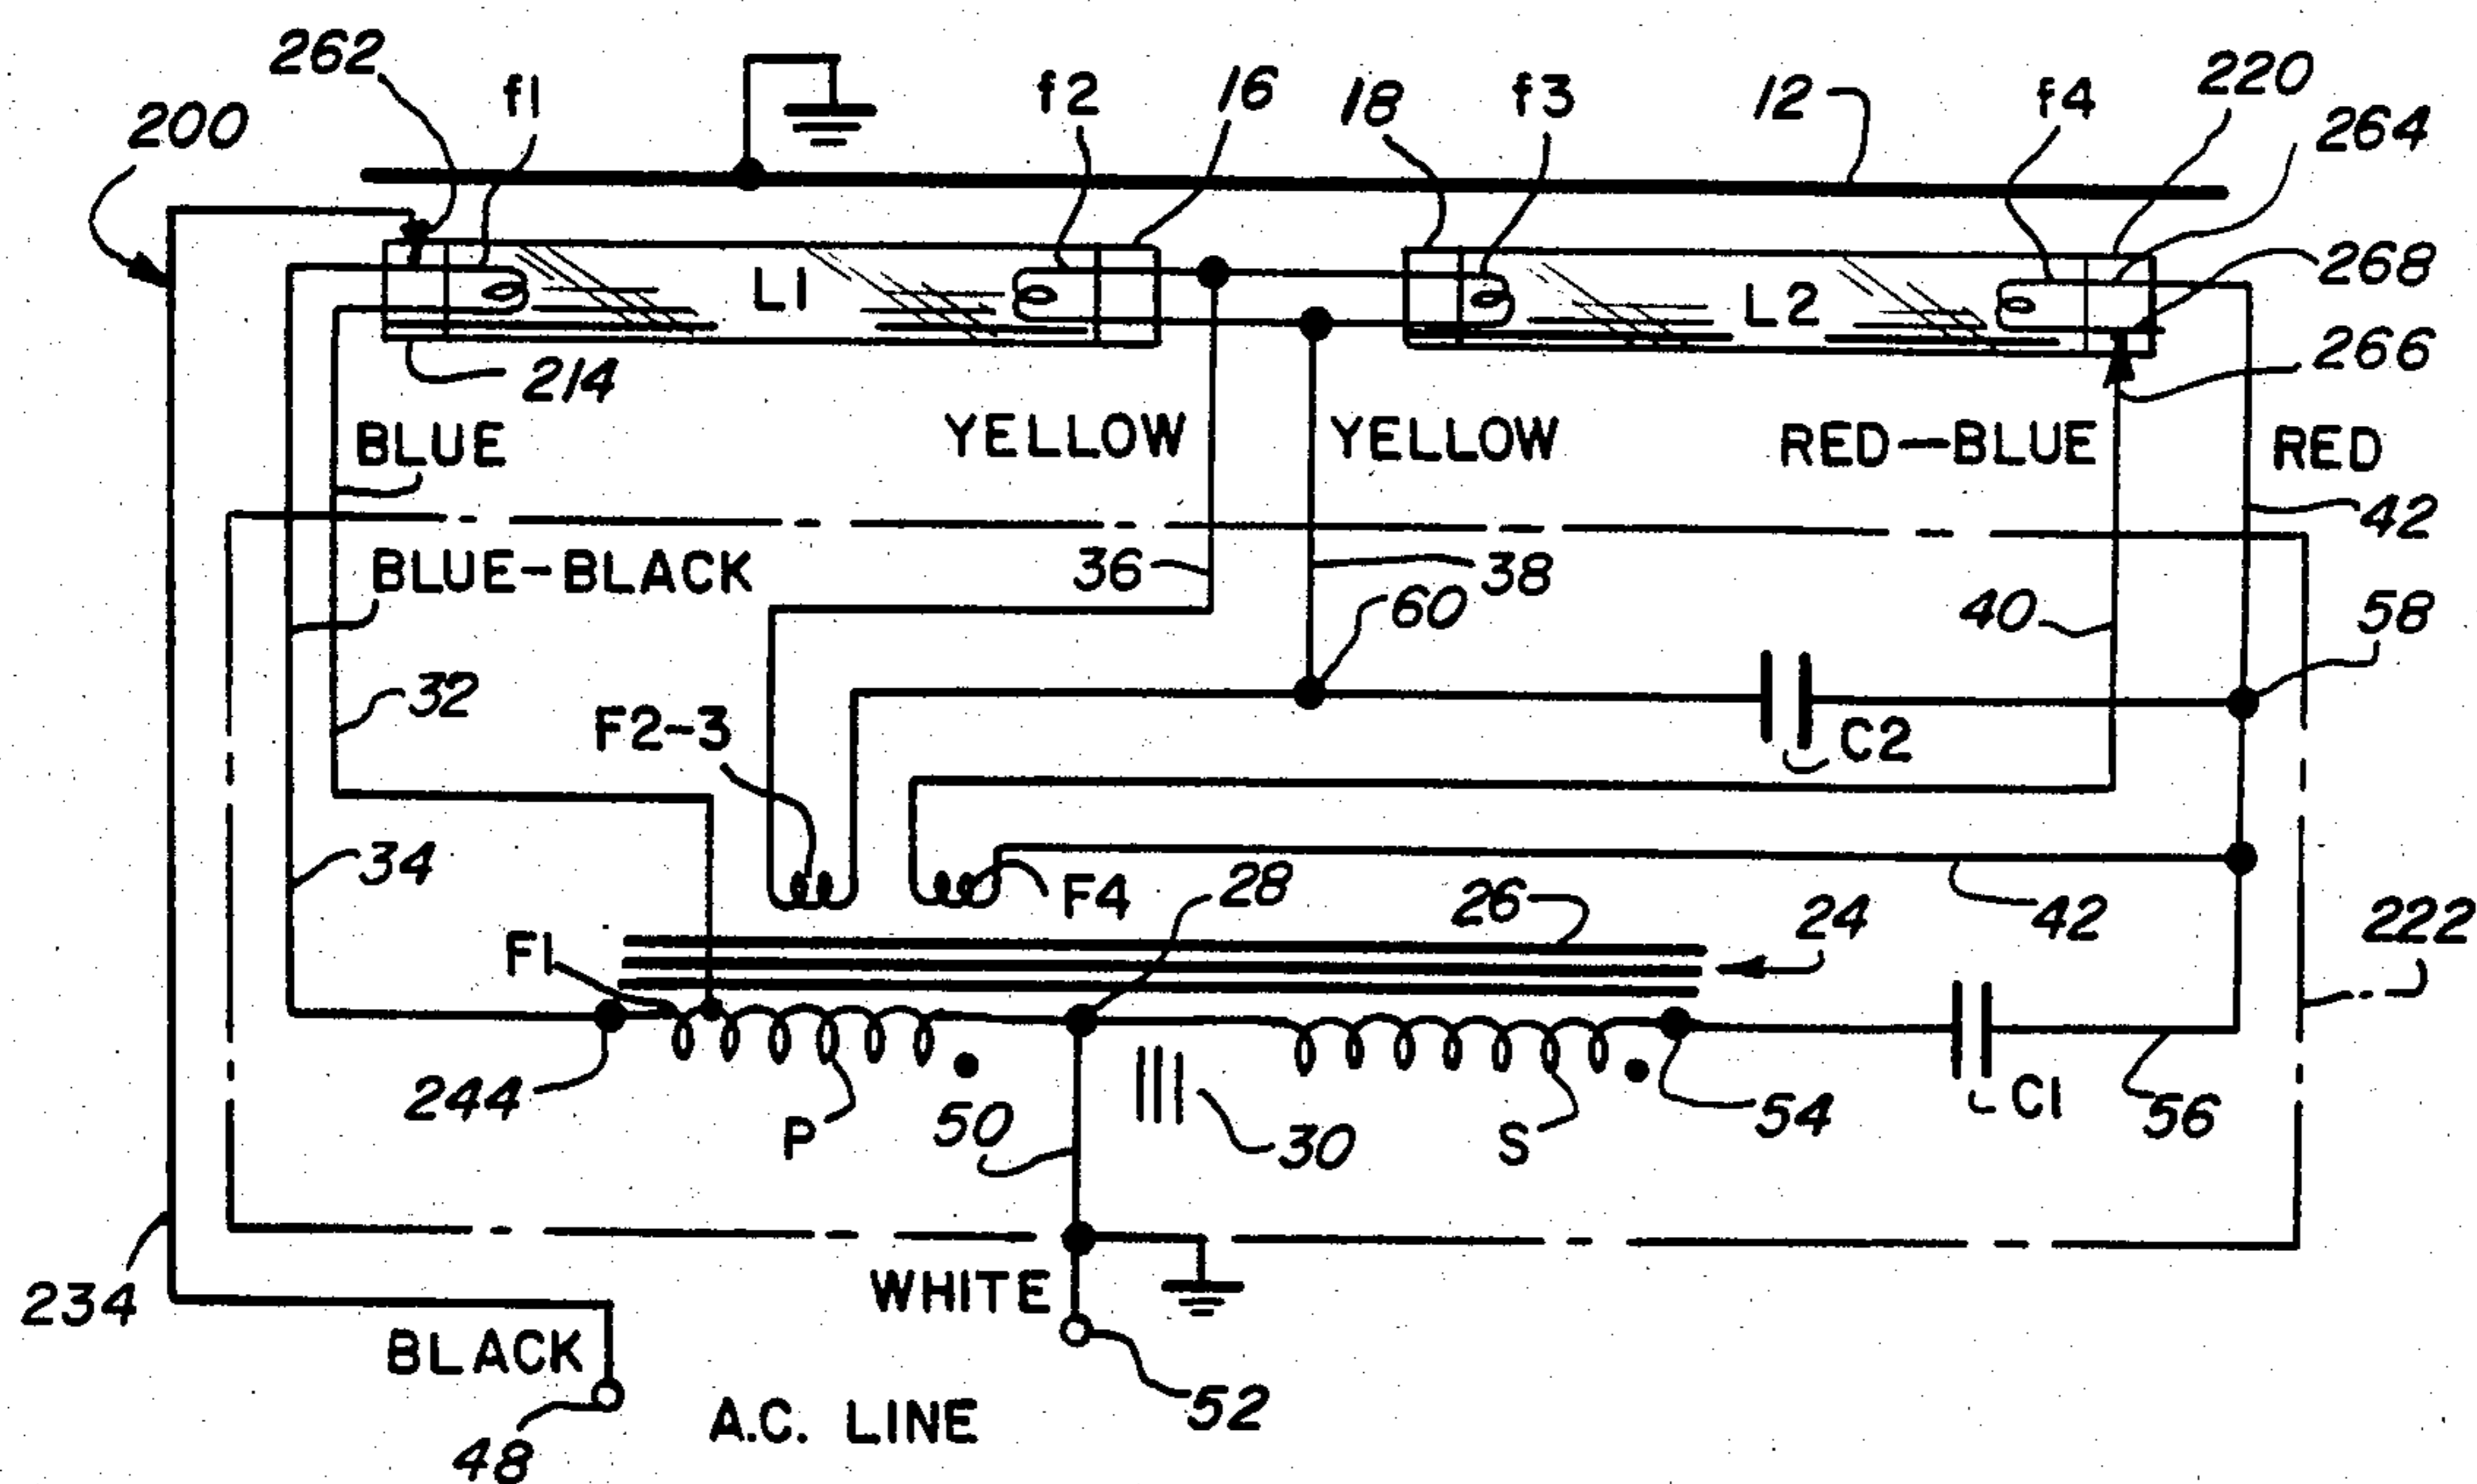 262
f1
f2
16
18
f3
12
f4
220
264
200
268
L1
L2
266
214
BLUE
YELLOW
YELLOW
RED-BLUE
RED
42
BLUE-BLACK
36
38
60
40
58
32
F2-3
C2
34
F4
28
26
24
42
222
F1
244
P
50
30
S
54
C1
56
234
WHITE
BLACK
52
A.C. LINE
48